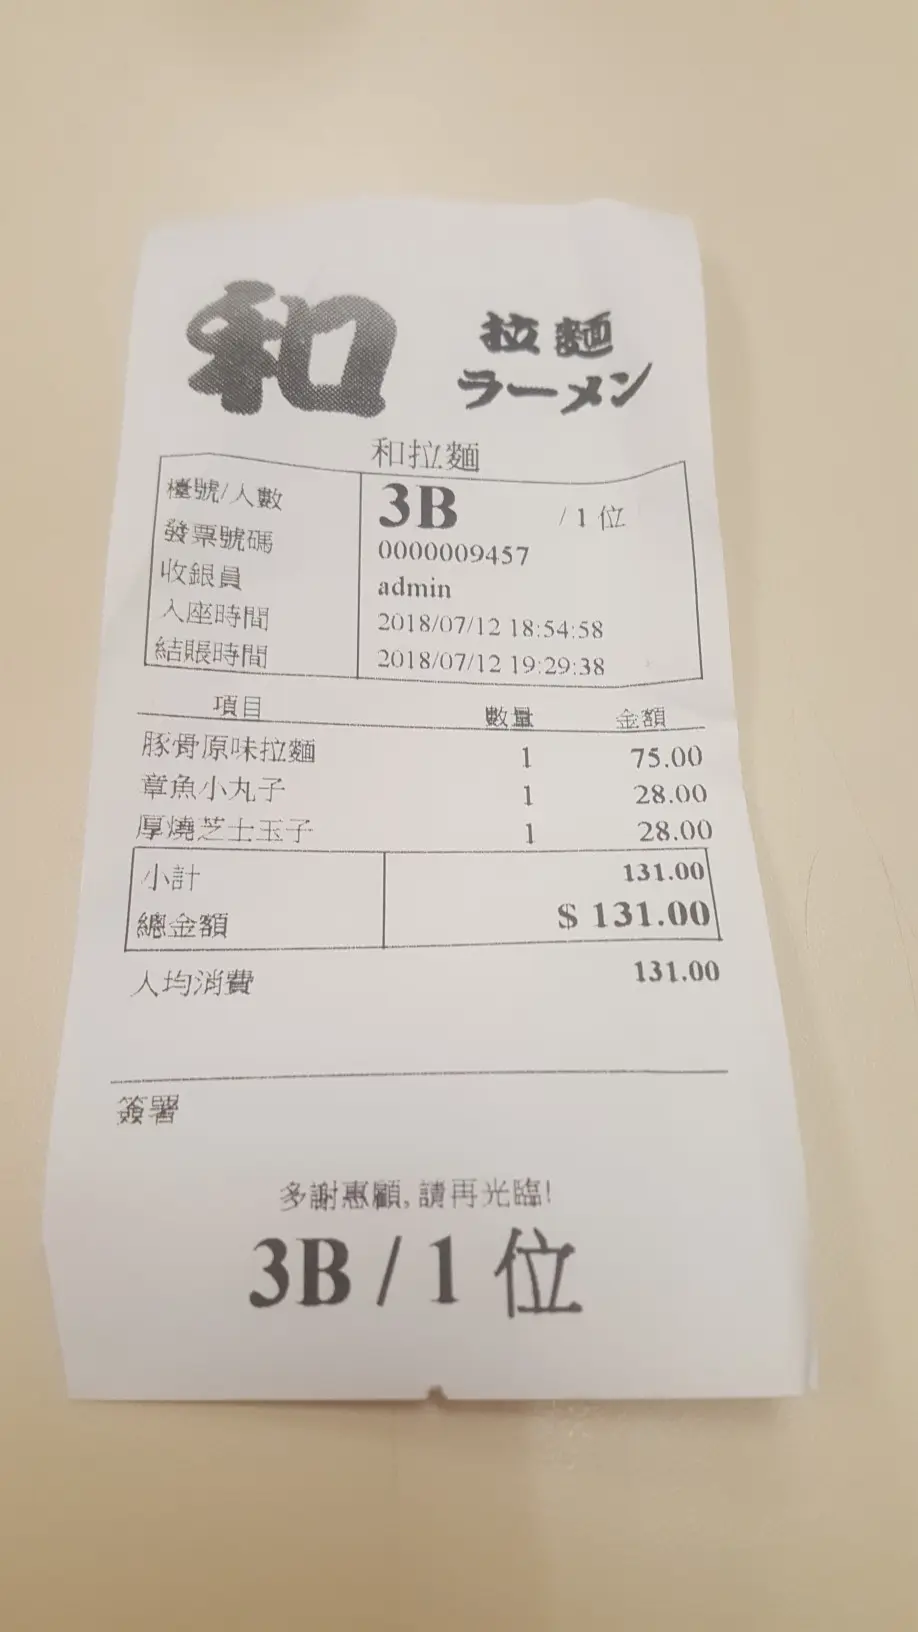 和 拉麵
ラーメン
和拉麵
檯號/人數 3B /1 位
發票號碼 0000009457
收銀員 admin
入座時間 2018/07/12 18:54:58
結賬時間 2018/07/12 19:29:38
項目 數量 金額
豚骨原味拉麵 1 75.00
章魚小丸子 1 28.00
厚燒芝士玉子 1 28.00
小計 131.00
總金額 $ 131.00
人均消費 131.00
簽署
多謝惠顧, 請再光臨!
3B / 1 位